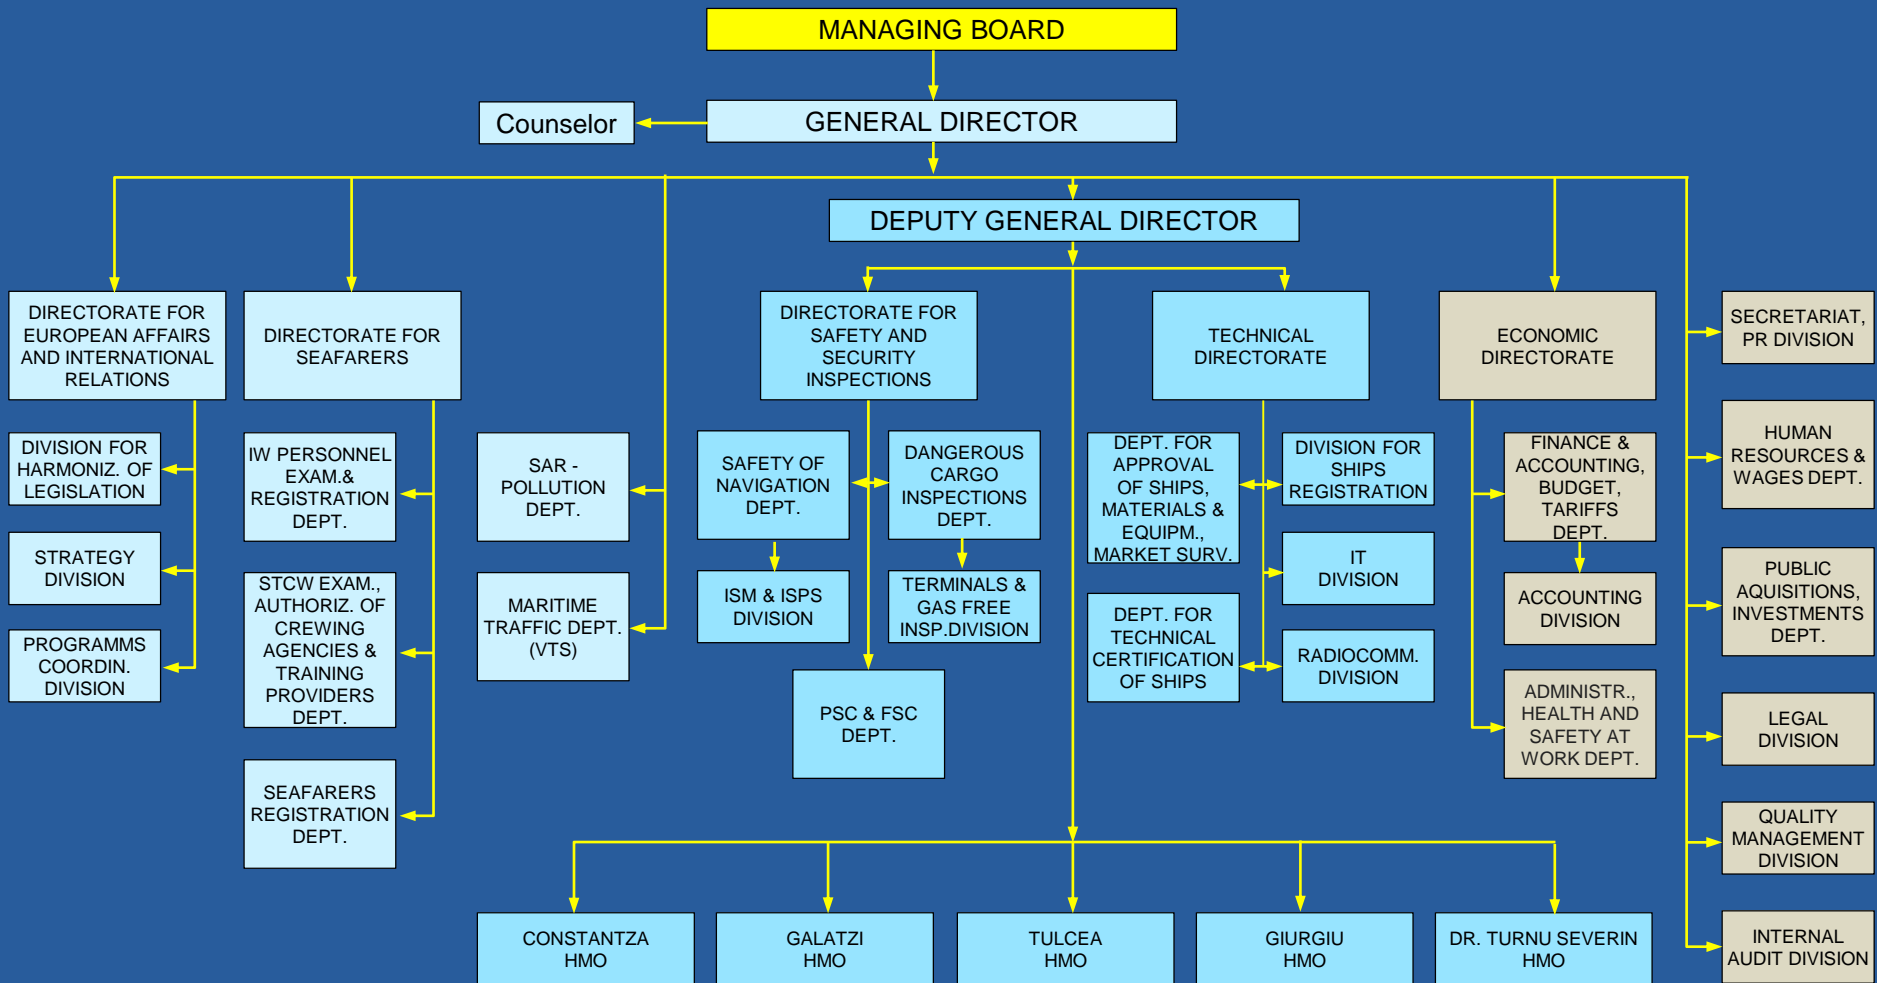 MANAGING BOARD
Counselor
GENERAL DIRECTOR
DEPUTY GENERAL DIRECTOR
DIRECTORATE FOR
EUROPEAN AFFAIRS
AND INTERNATIONAL
RELATIONS
DIRECTORATE FOR
SEAFARERS
DIRECTORATE FOR
SAFETY AND
SECURITY
INSPECTIONS
TECHNICAL
DIRECTORATE
ECONOMIC
DIRECTORATE
SECRETARIAT,
PR DIVISION
DIVISION FOR
HARMONIZ. OF
LEGISLATION
STRATEGY
DIVISION
PROGRAMMS
COORDIN.
DIVISION
IW PERSONNEL
EXAM.&
REGISTRATION
DEPT.
STCW EXAM.,
AUTHORIZ. OF
CREWING
AGENCIES &
TRAINING
PROVIDERS
DEPT.
SEAFARERS
REGISTRATION
DEPT.
SAR -
POLLUTION
DEPT.
MARITIME
TRAFFIC DEPT.
(VTS)
SAFETY OF
NAVIGATION
DEPT.
ISM & ISPS
DIVISION
DANGEROUS
CARGO
INSPECTIONS
DEPT.
TERMINALS &
GAS FREE
INSP.DIVISION
PSC & FSC
DEPT.
DEPT. FOR
APPROVAL
OF SHIPS,
MATERIALS &
EQUIPM.,
MARKET SURV.
DEPT. FOR
TECHNICAL
CERTIFICATION
OF SHIPS
DIVISION FOR
SHIPS
REGISTRATION
IT
DIVISION
RADIOCOMM.
DIVISION
FINANCE &
ACCOUNTING,
BUDGET,
TARIFFS
DEPT.
ACCOUNTING
DIVISION
ADMINISTR.,
HEALTH AND
SAFETY AT
WORK DEPT.
HUMAN
RESOURCES &
WAGES DEPT.
PUBLIC
AQUISITIONS,
INVESTMENTS
DEPT.
LEGAL
DIVISION
QUALITY
MANAGEMENT
DIVISION
INTERNAL
AUDIT DIVISION
CONSTANTZA
HMO
GALATZI
HMO
TULCEA
HMO
GIURGIU
HMO
DR. TURNU SEVERIN
HMO